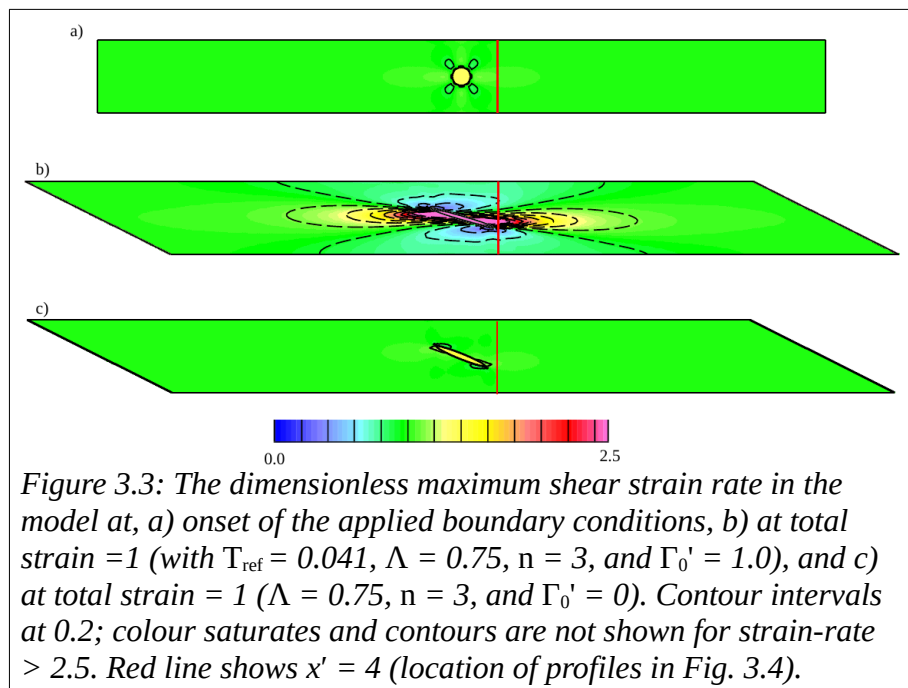 a)
b)
c)
0.0 2.5
Figure 3.3: The dimensionless maximum shear strain rate in the
model at, a) onset of the applied boundary conditions, b) at total
strain =1 (with Tref = 0.041, Λ = 0.75, n = 3, and Γ0' = 1.0), and c)
at total strain = 1 (Λ = 0.75, n = 3, and Γ0' = 0). Contour intervals
at 0.2; colour saturates and contours are not shown for strain-rate
> 2.5. Red line shows x' = 4 (location of profiles in Fig. 3.4).